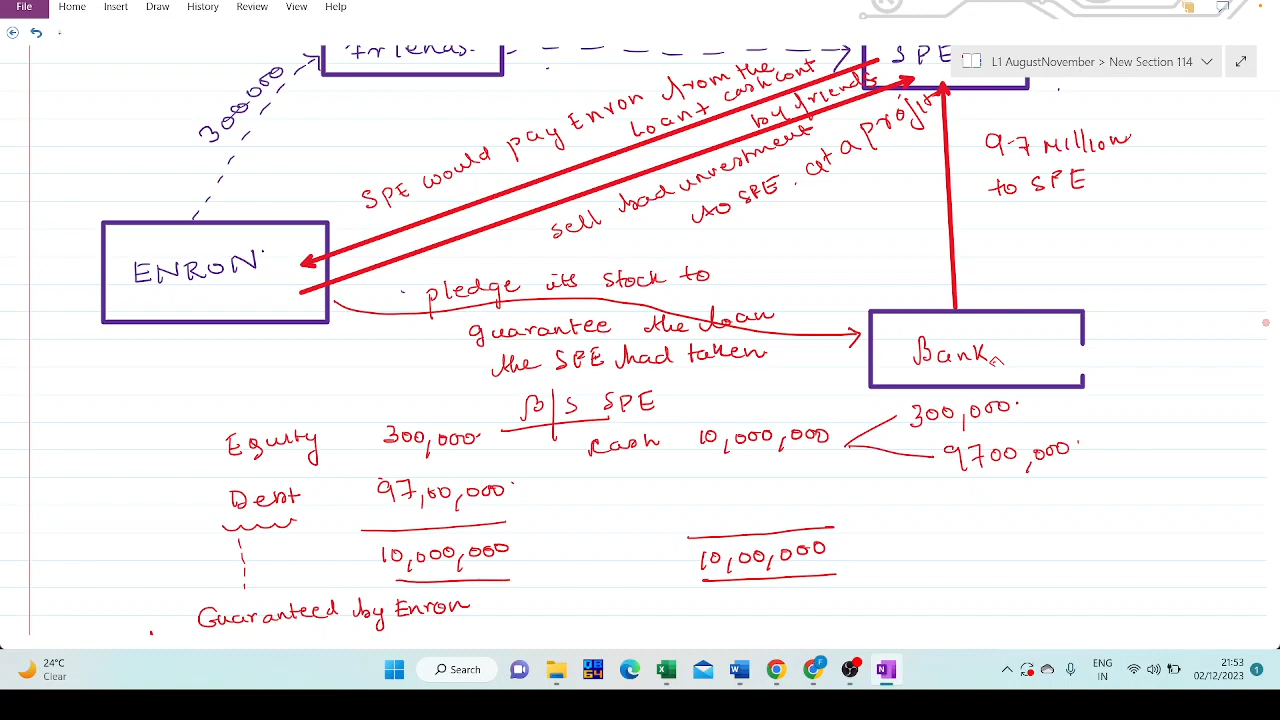 File Home Insert Draw History Review View Help
L1 AugustNovember > New Section 114
friends.
SPE
300000
SPE would pay Enron from the
loan + cash cont
by friends
sell bad investment
to SPE. at a profit
9.7 Million
to SPE
ENRON
pledge its stock to
guarantee the loan
the SPE had taken
Bank
B S SPE
Equity 300,000 Cash 10,000,000 300,000
9700,000
Debt 97,00,000
10,000,000 10,00,000
Guaranteed by Enron
24°C
Clear
Search
ENG
IN
21:53
02/12/2023
1